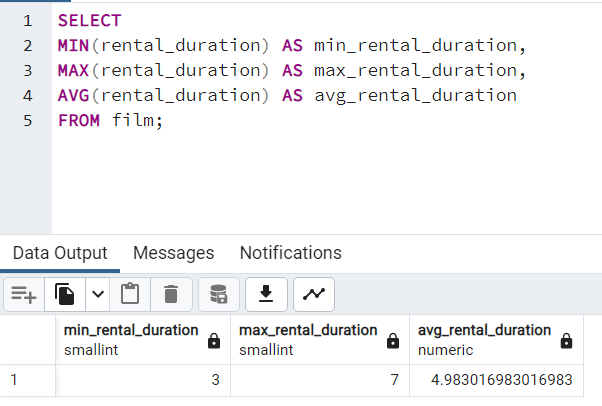 1 SELECT
2 MIN(rental_duration) AS min_rental_duration,
3 MAX(rental_duration) AS max_rental_duration,
4 AVG(rental_duration) AS avg_rental_duration
5 FROM film;
Data Output Messages Notifications
min_rental_duration max_rental_duration avg_rental_duration
smallint smallint numeric
1 3 7 4.983016983016983